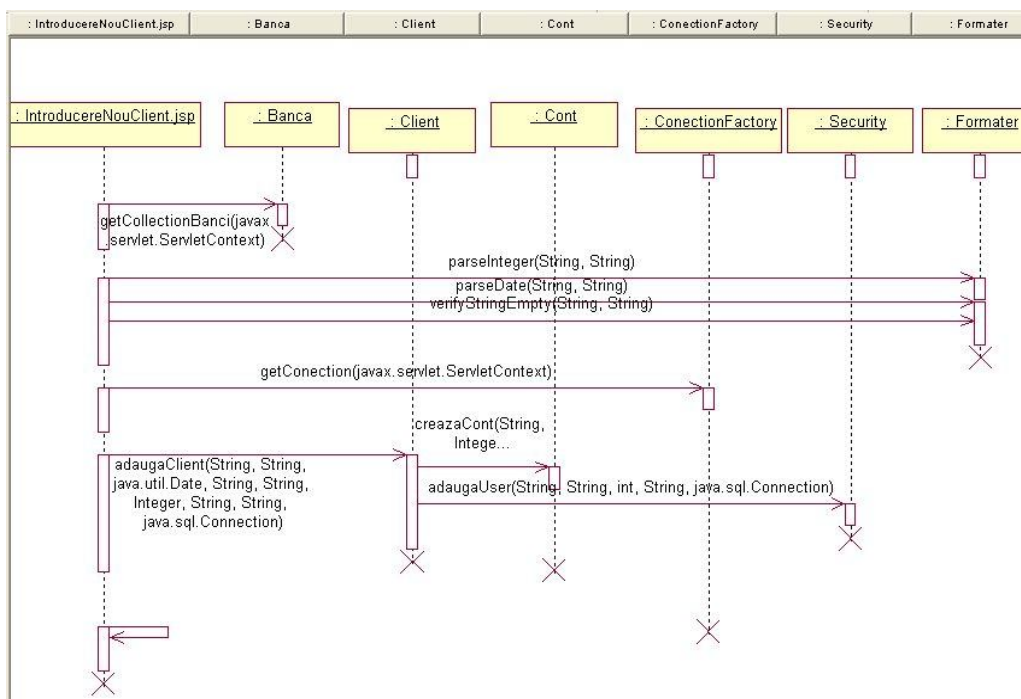 : IntroducereNouClient.jsp
: Banca
: Client
: Cont
: ConectionFactory
: Security
: Formater
: IntroducereNouClient.jsp
: Banca
: Client
: Cont
: ConectionFactory
: Security
: Formater
getCollectionBanci(javax
.servlet.ServletContext)
parseInteger(String, String)
parseDate(String, String)
verifyStringEmpty(String, String)
getConection(javax.servlet.ServletContext)
creazaCont(String,
Intege...
adaugaClient(String, String,
java.util.Date, String, String,
Integer, String, String,
java.sql.Connection)
adaugaUser(String, String, int, String, java.sql.Connection)